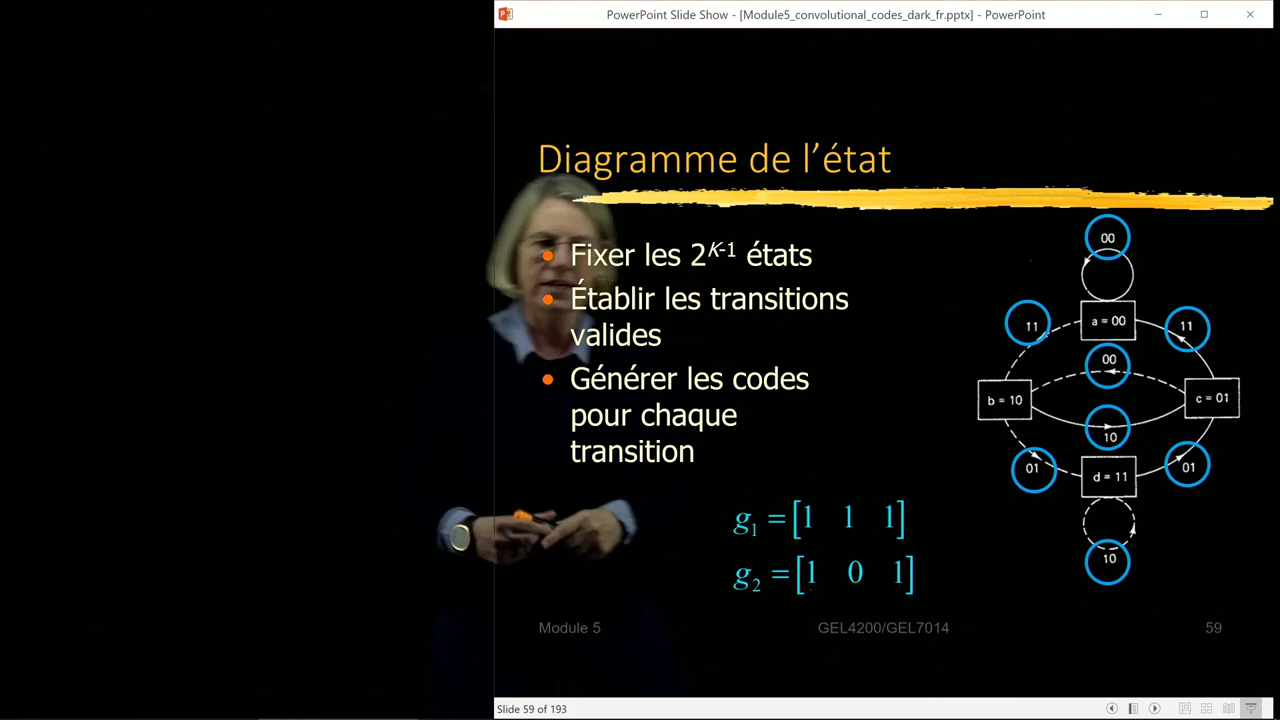 PowerPoint Slide Show - [Module5_convolutional_codes_dark_fr.pptx] - PowerPoint
Diagramme de l'état
• Fixer les 2^K-1 états
• Établir les transitions
valides
• Générer les codes
pour chaque
transition
g1 = [1 1 1]
g2 = [1 0 1]
00
a = 00
11
11
00
b = 10
c = 01
10
01
d = 11
01
10
Module 5
GEL4200/GEL7014
59
Slide 59 of 193